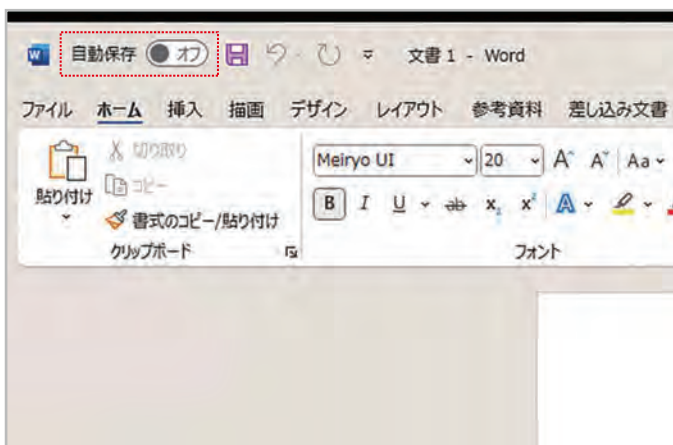 自動保存 オフ 文書 1 - Word
ファイル ホーム 挿入 描画 デザイン レイアウト 参考資料 差し込み文書
切り取り
Meiryo UI 20 A A Aa
貼り付け
コピー
B I U ab x₂ x² A
書式のコピー/貼り付け
クリップボード
フォント